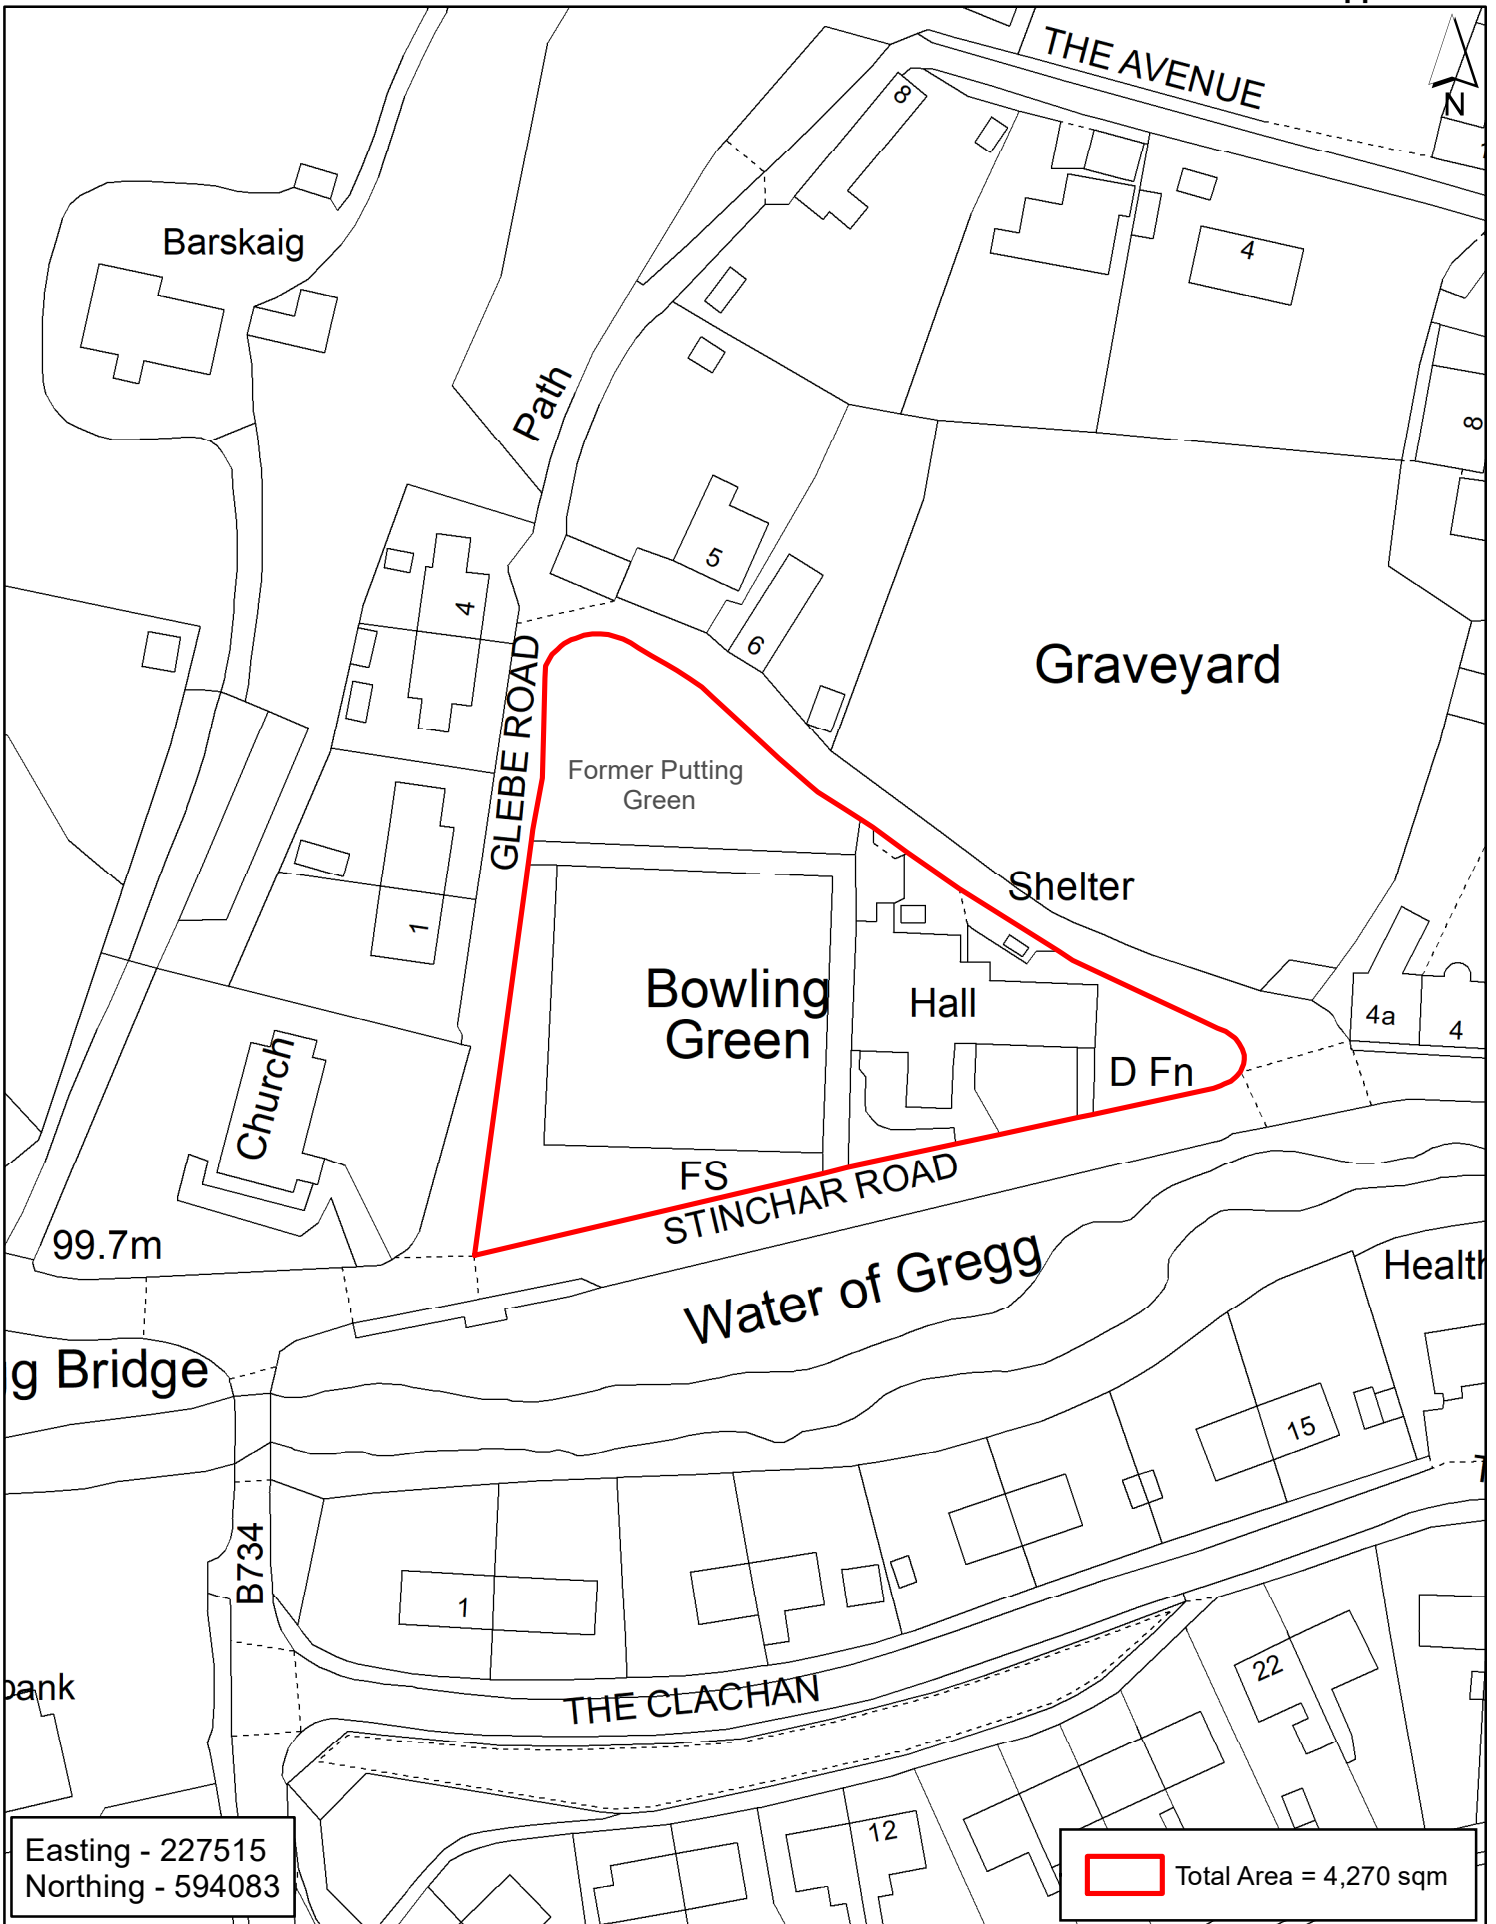 THE AVENUE
N
8
Barskaig
4
Path
8
5
4
6
Graveyard
GLEBE ROAD
Former Putting
Green
Shelter
1
Bowling
Green
Hall
4a
4
Church
D Fn
FS
STINCHAR ROAD
99.7m
Water of Gregg
Health
g Bridge
15
B734
1
22
bank
THE CLACHAN
12
Easting - 227515
Northing - 594083
Total Area = 4,270 sqm